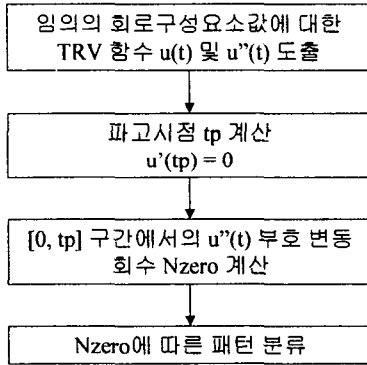 임의의 회로구성요소값에 대한
TRV 함수 u(t) 및 u"(t) 도출
파고시점 tp 계산
u'(tp) = 0
[0, tp] 구간에서의 u"(t) 부호 변동
회수 Nzero 계산
Nzero에 따른 패턴 분류